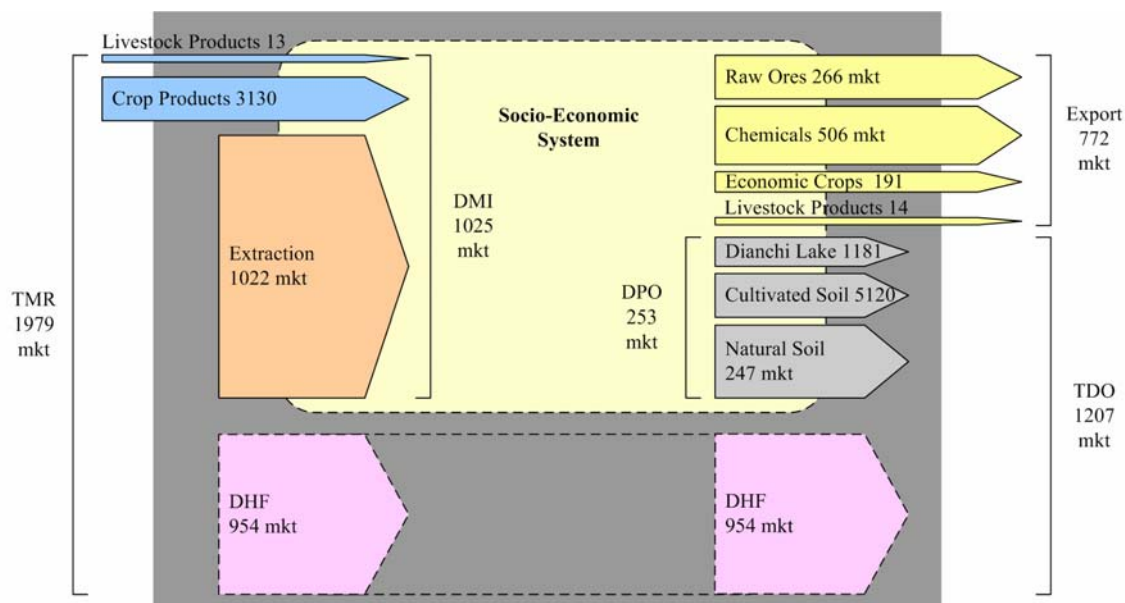 Livestock Products 13
Crop Products 3130
Extraction
1022 mkt
TMR
1979
mkt
DMI
1025
mkt
Socio-Economic
System
Raw Ores 266 mkt
Chemicals 506 mkt
Economic Crops 191
Livestock Products 14
Export
772
mkt
Dianchi Lake 1181
Cultivated Soil 5120
Natural Soil
247 mkt
DPO
253
mkt
TDO
1207
mkt
DHF
954 mkt
DHF
954 mkt